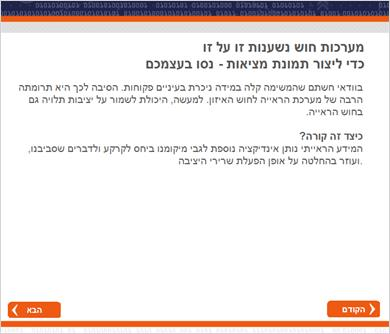 מערכות חוש נשענות זו על זו
כדי ליצור תמונת מציאות - נסו בעצמכם
בוודאי חשתם שהמשימה קלה במידה ניכרת בעיניים פקוחות. הסיבה לכך היא תרומתה
הרבה של מערכת הראייה לחוש האיזון. למעשה, היכולת לשמור על יציבות תלויה גם
בחוש הראייה.
כיצד זה קורה?
המידע הראייתי נותן אינדיקציה נוספת לגבי מיקומנו ביחס לקרקע ולדברים שסביבנו,
.ועוזר בהחלטה על אופן הפעלת שרירי היציבה
הקודם
הבא